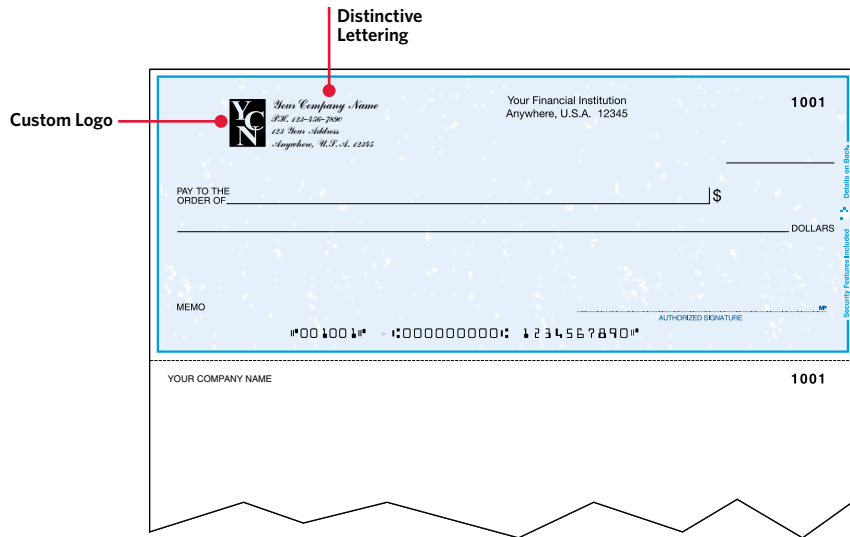 Distinctive
Lettering
Custom Logo
YCN
Your Company Name
P.H. 123-456-7890
123 Your Address
Anywhere, U.S.A. 12345
Your Financial Institution
Anywhere, U.S.A. 12345
1001
PAY TO THE
ORDER OF
$
DOLLARS
Security Features Included Details on Back.
MEMO
MP
AUTHORIZED SIGNATURE
⑈001001⑈ ⑆000000000⑆ 1234567890⑈
YOUR COMPANY NAME
1001